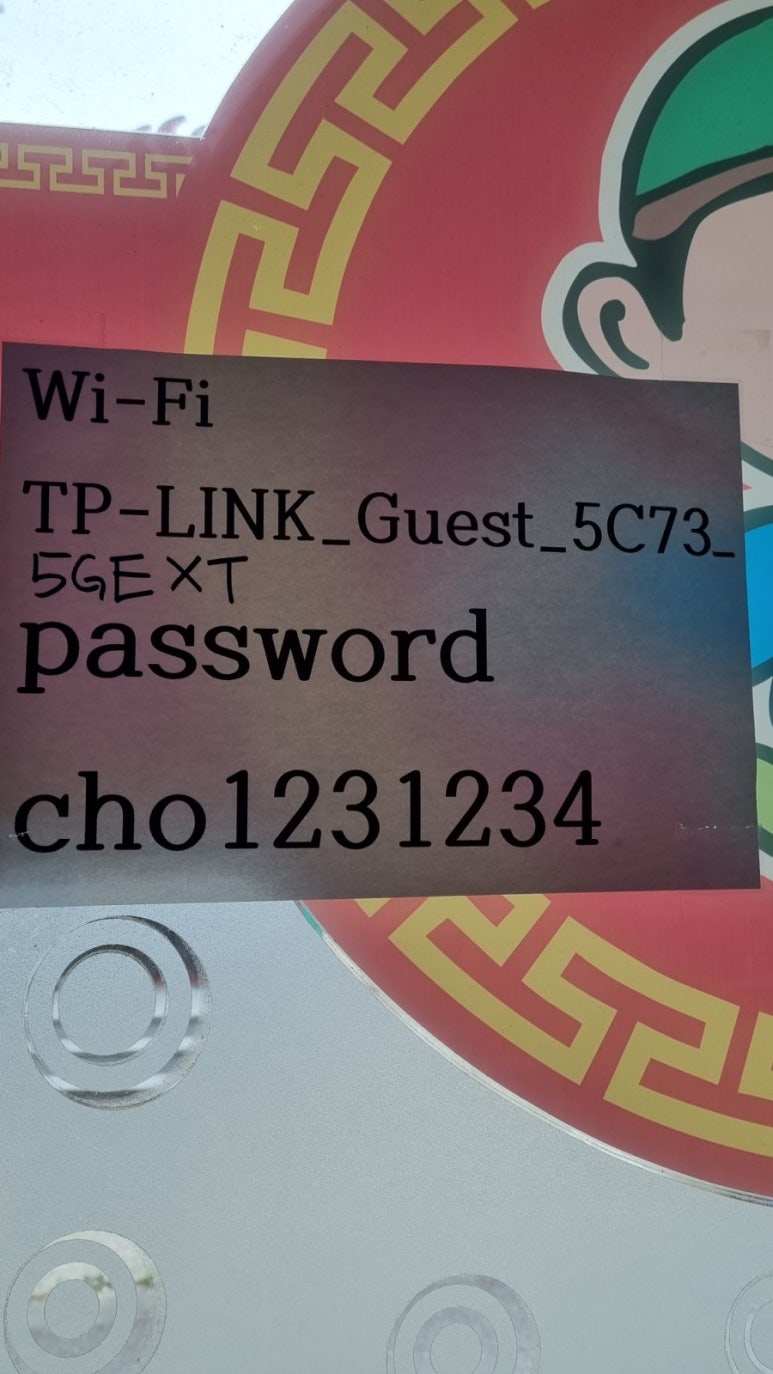 Wi-Fi
TP-LINK_Guest_5C73_
5GEXT
password
cho1231234